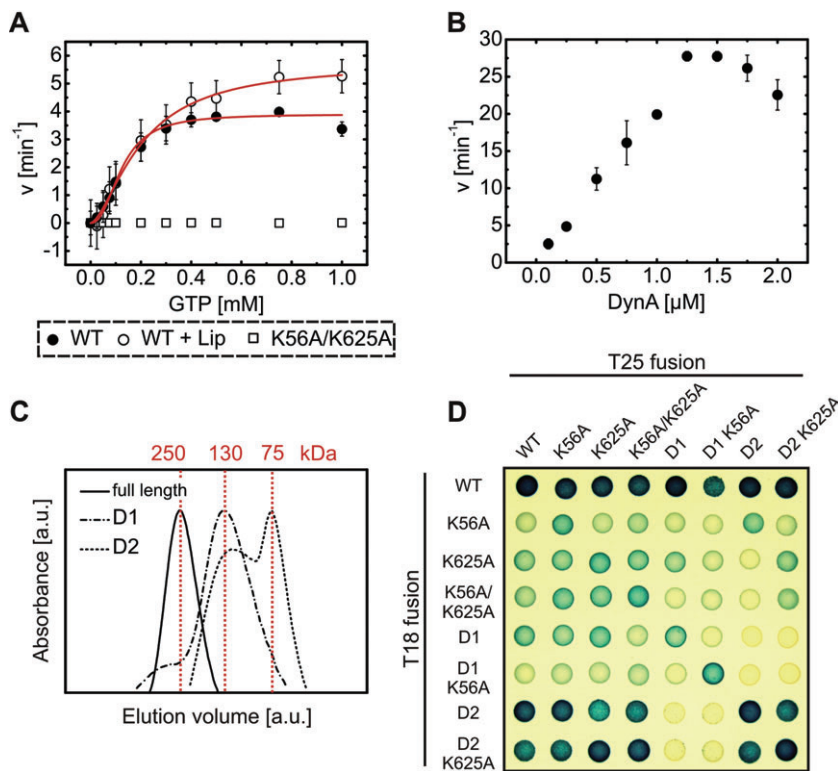 A
v [min⁻¹]
6
5
4
3
2
1
0
-1
0.0 0.2 0.4 0.6 0.8 1.0
GTP [mM]
WT WT + Lip K56A/K625A
B
v [min⁻¹]
30
25
20
15
10
5
0
0.0 0.5 1.0 1.5 2.0
DynA [µM]
C
250 130 75 kDa
full length
D1
D2
Absorbance [a.u.]
Elution volume [a.u.]
D
T25 fusion
WT K56A K625A K56A/K625A D1 D1 K56A D2 D2 K625A
T18 fusion
WT
K56A
K625A
K56A/
K625A
D1
D1
K56A
D2
D2
K625A